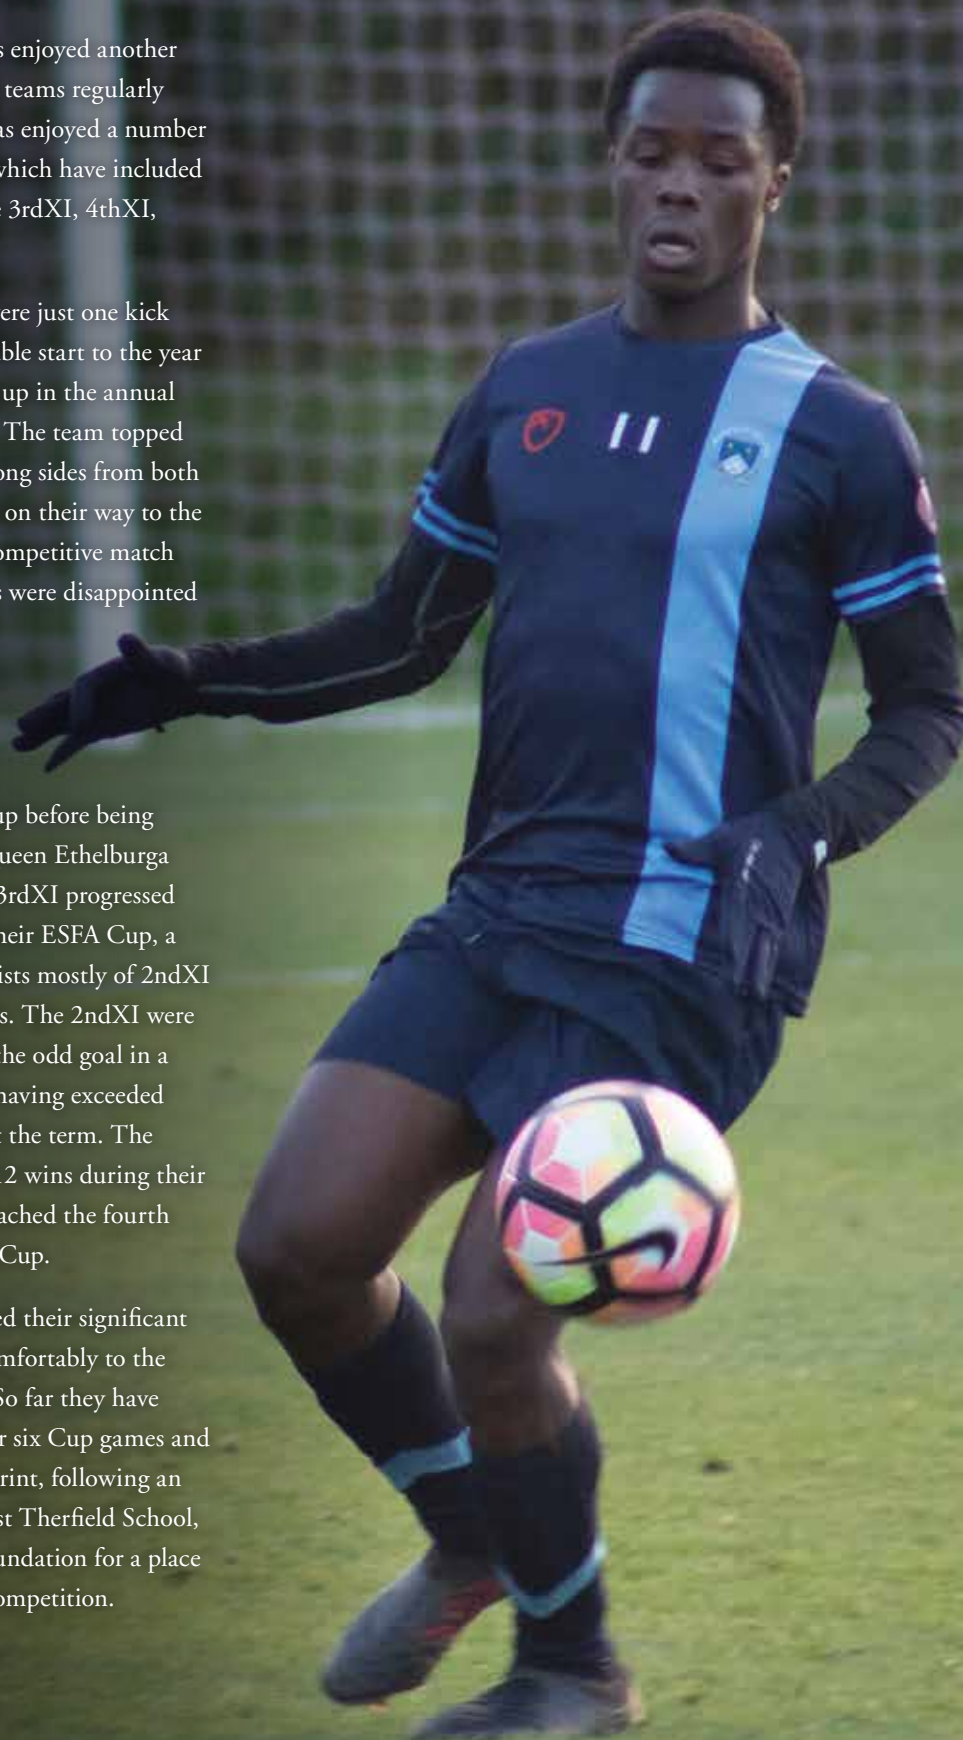 s enjoyed another
teams regularly
as enjoyed a number
which have included
e 3rdXI, 4thXI,
ere just one kick
ble start to the year
up in the annual
The team topped
ong sides from both
on their way to the
ompetitive match
s were disappointed
up before being
ueen Ethelburga
3rdXI progressed
heir ESFA Cup, a
ists mostly of 2ndXI
s. The 2ndXI were
the odd goal in a
having exceeded
t the term. The
12 wins during their
ached the fourth
Cup.
ed their significant
mfortably to the
So far they have
r six Cup games and
rint, following an
st Therfield School,
undation for a place
ompetition.
11